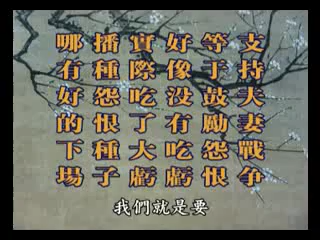 支持夫妻戰争
等于鼓勵怨恨
好像没有吃虧
實際吃了大虧
播種怨恨種子
哪有好的下場
我們就是要